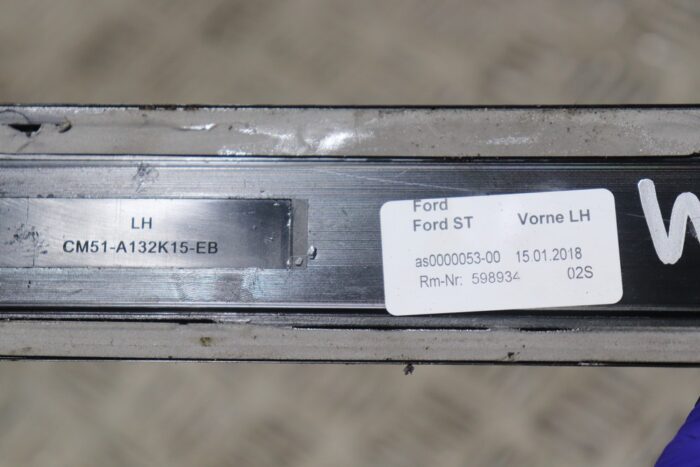 LH
CM51-A132K15-EB
Ford
Ford ST Vorne LH
as0000053-00 15.01.2018
Rm-Nr: 598934 02S